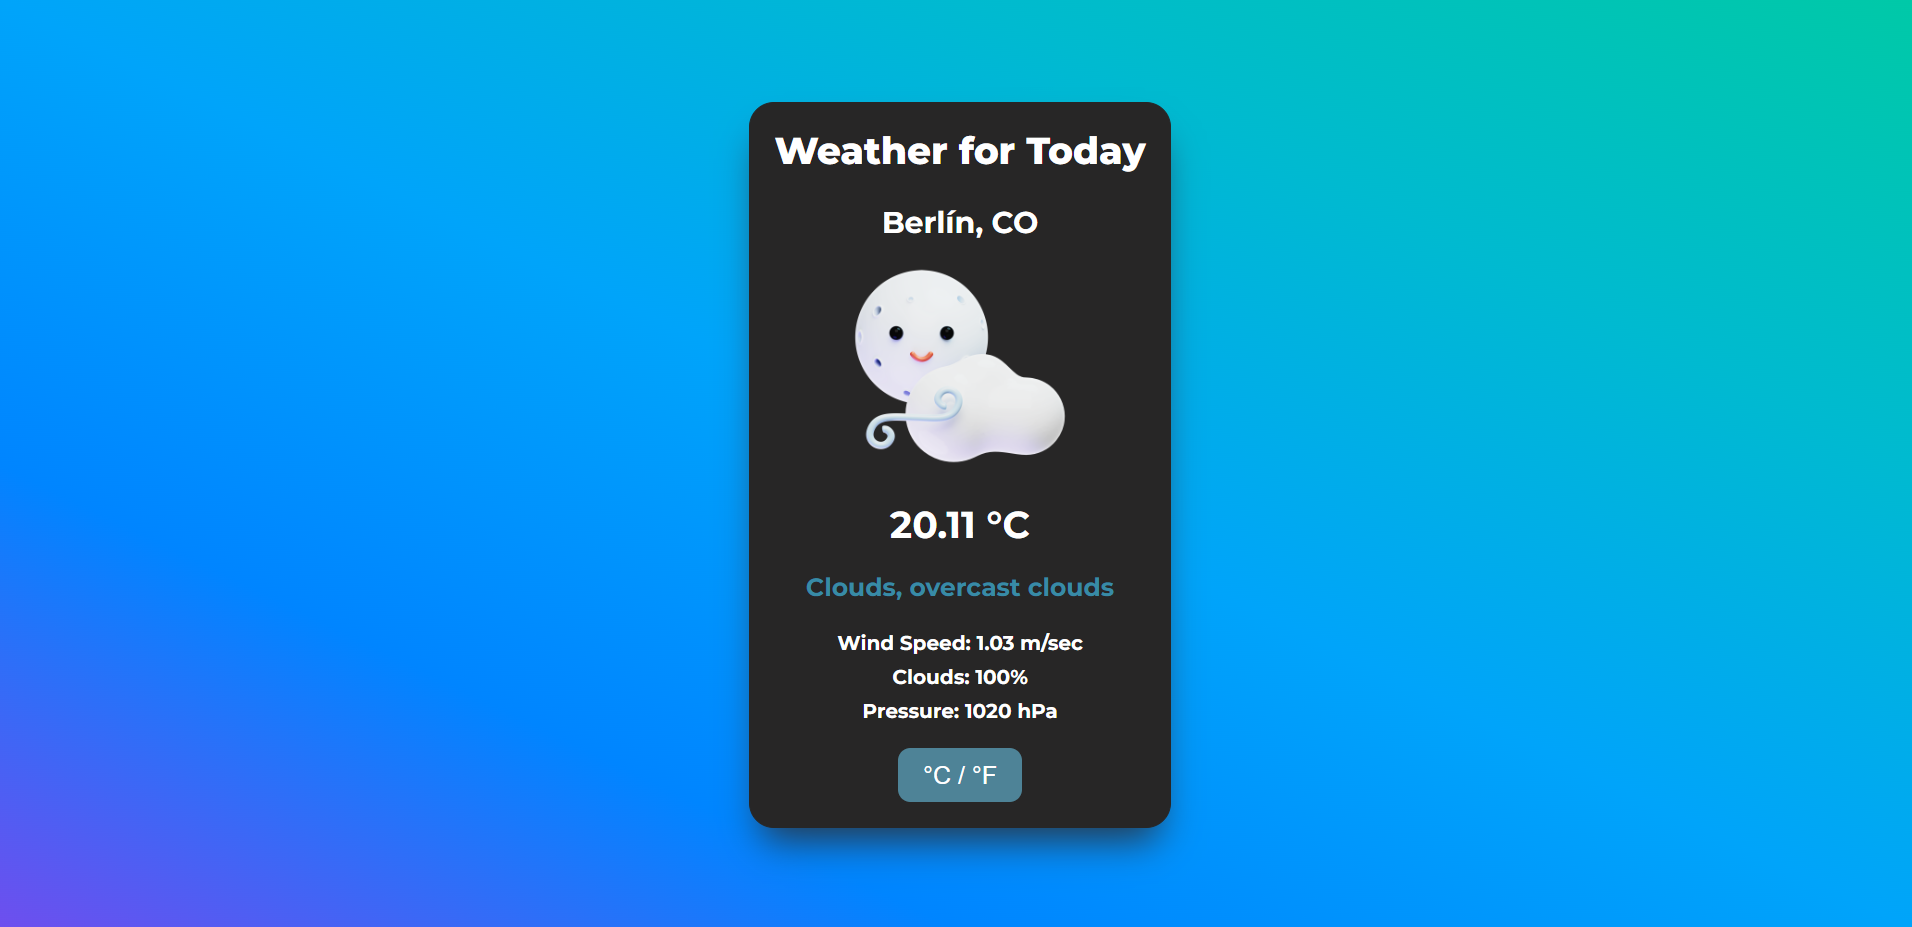 Weather for Today
Berlín, CO
20.11 °C
Clouds, overcast clouds
Wind Speed: 1.03 m/sec
Clouds: 100%
Pressure: 1020 hPa
°C / °F